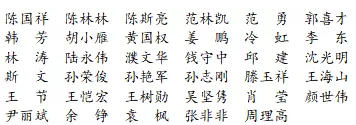 陈国祥 陈林林 陈斯亮 范林凯 范 勇 郭喜才
韩 芳 胡小雁 黄国权 姜 鹏 冷 虹 李 东
林 涛 陆永伟 濮文华 钱守中 邱 建 沈光明
斯 文 孙荣俊 孙艳军 孙志刚 滕玉祥 王海山
王 节 王恺宏 王树勋 吴坚隽 肖 莹 颜世伟
尹丽斌 余 铮 袁 枫 张非非 周理高